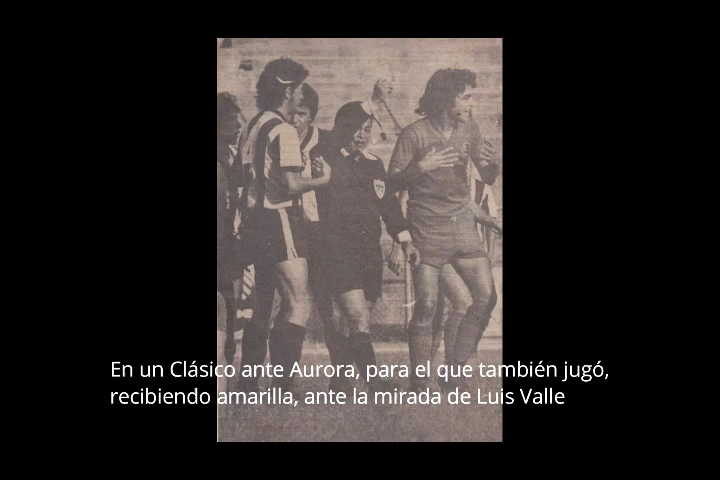 En un Clásico ante Aurora, para el que también jugó,
recibiendo amarilla, ante la mirada de Luis Valle